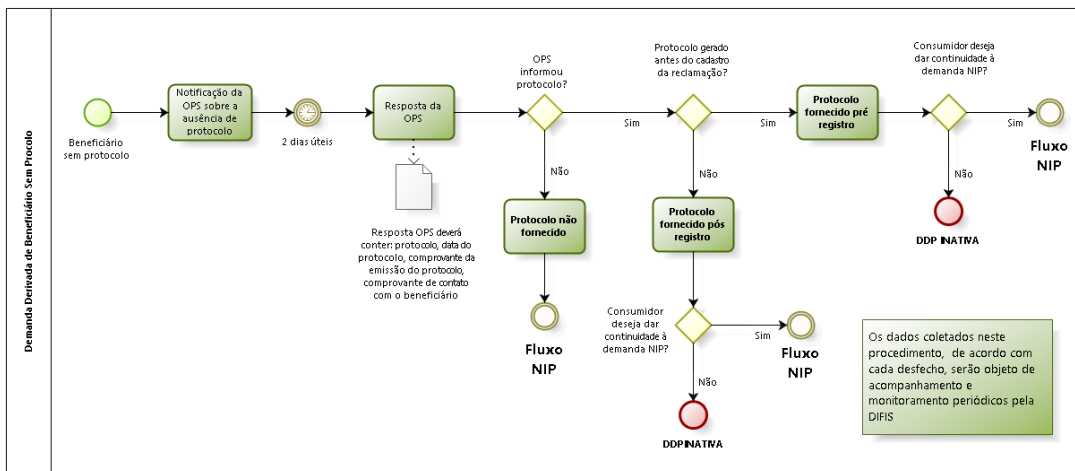 Demanda Derivada de Beneficiário Sem Procolo
Beneficiário
sem protocolo
Notificação da
OPS sobre a
ausência de
protocolo
2 dias úteis
Resposta da
OPS
Resposta OPS deverá
conter: protocolo, data do
protocolo, comprovante da
emissão do protocolo,
comprovante de contato
com o beneficiário
OPS
informou
protocolo?
Sim
Não
Protocolo não
fornecido
Fluxo
NIP
Protocolo gerado
antes do cadastro
da reclamação?
Sim
Não
Protocolo
fornecido pós
registro
Consumidor
deseja dar
continuidade à
demanda NIP?
Sim
Fluxo
NIP
Não
DDP INATIVA
Protocolo
fornecido pré
registro
Consumidor deseja
dar continuidade à
demanda NIP?
Sim
Fluxo
NIP
Não
DDP INATIVA
Os dados coletados neste
procedimento, de acordo com
cada desfecho, serão objeto de
acompanhamento e
monitoramento periódicos pela
DIFIS